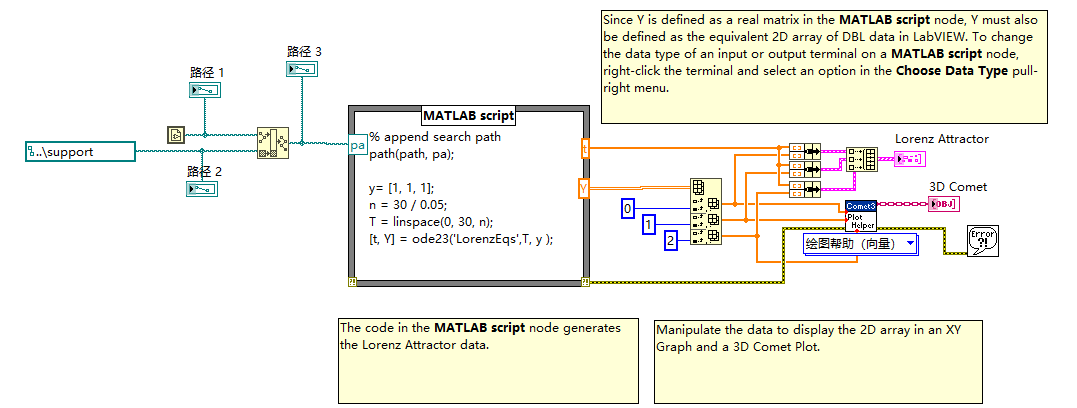 Since Y is defined as a real matrix in the MATLAB script node, Y must also
be defined as the equivalent 2D array of DBL data in LabVIEW. To change
the data type of an input or output terminal on a MATLAB script node,
right-click the terminal and select an option in the Choose Data Type pull-
right menu.
路径 3
路径 1
..\support
路径 2
MATLAB script
pa
% append search path
path(path, pa);
y= [1, 1, 1];
n = 30 / 0.05;
T = linspace(0, 30, n);
[t, Y] = ode23('LorenzEqs',T, y );
t
Y
?!
?!
0
1
2
Lorenz Attractor
3D Comet
OBJ
Comet3
Plot
Helper
绘图帮助（向量）
Error
?!
The code in the MATLAB script node generates
the Lorenz Attractor data.
Manipulate the data to display the 2D array in an XY
Graph and a 3D Comet Plot.